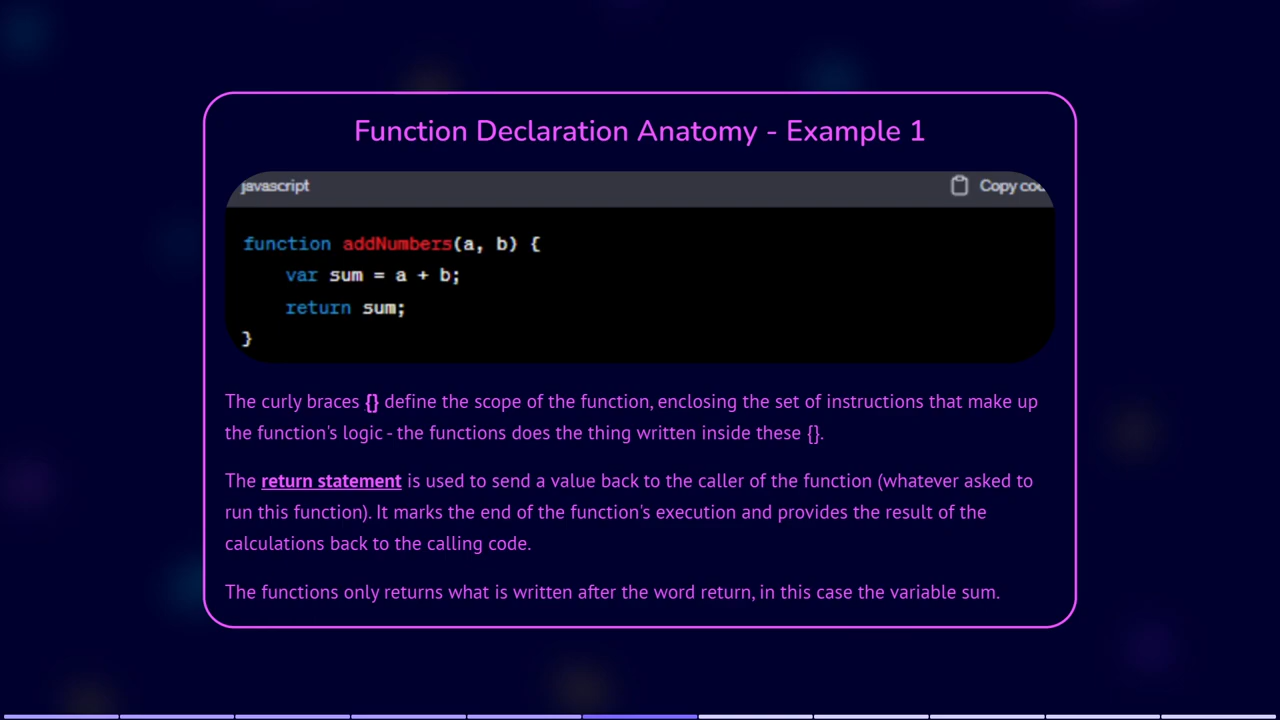 Function Declaration Anatomy - Example 1
javascript Copy
function addNumbers(a, b) {
var sum = a + b;
return sum;
}
The curly braces {} define the scope of the function, enclosing the set of instructions that make up
the function's logic - the functions does the thing written inside these {}.
The return statement is used to send a value back to the caller of the function (whatever asked to
run this function). It marks the end of the function's execution and provides the result of the
calculations back to the calling code.
The functions only returns what is written after the word return, in this case the variable sum.